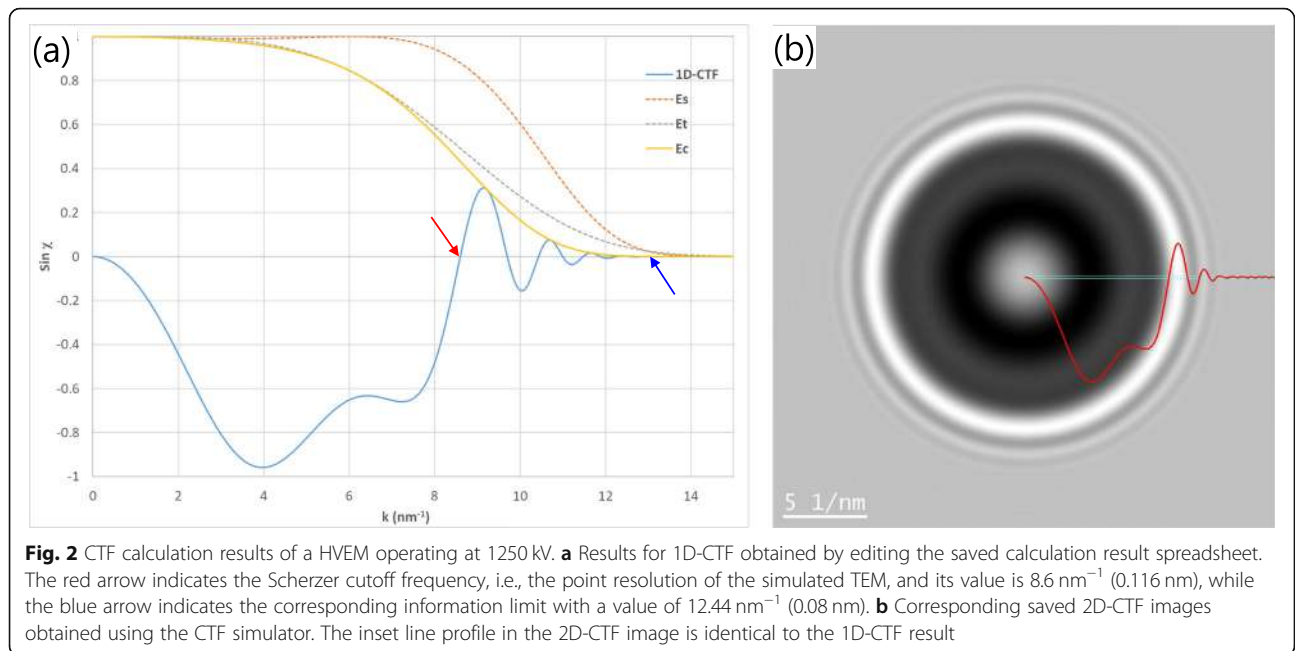 (a)
(b)
0.8
0.6
0.4
0.2
0
-0.2
-0.4
-0.6
-0.8
-1
Sin χ
1D-CTF
Es
Et
Ec
0 2 4 6 8 10 12 14
k (nm⁻¹)
5 1/nm
Fig. 2 CTF calculation results of a HVEM operating at 1250 kV. a Results for 1D-CTF obtained by editing the saved calculation result spreadsheet.
The red arrow indicates the Scherzer cutoff frequency, i.e., the point resolution of the simulated TEM, and its value is 8.6 nm⁻¹ (0.116 nm), while
the blue arrow indicates the corresponding information limit with a value of 12.44 nm⁻¹ (0.08 nm). b Corresponding saved 2D-CTF images
obtained using the CTF simulator. The inset line profile in the 2D-CTF image is identical to the 1D-CTF result